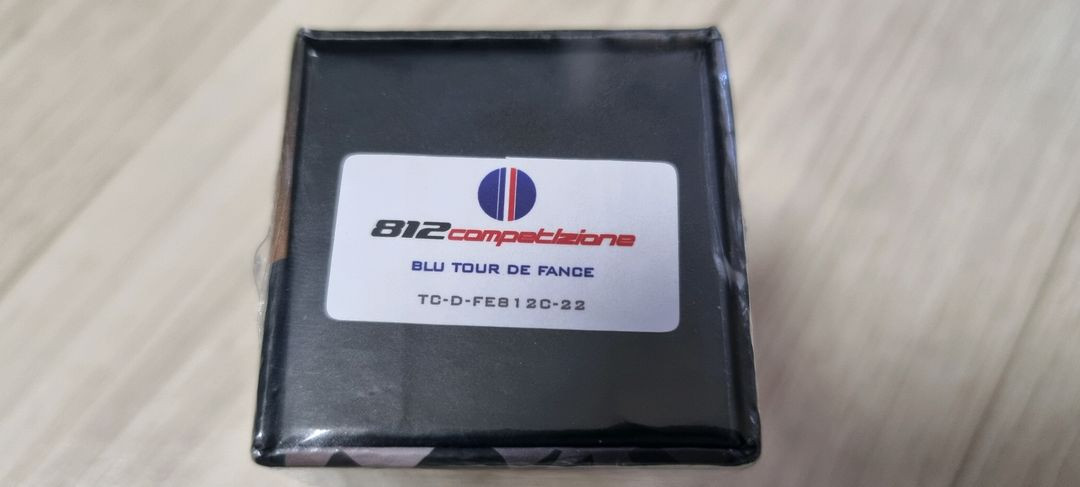 812competizione
BLU TOUR DE FANCE
TC-D-FE812C-22